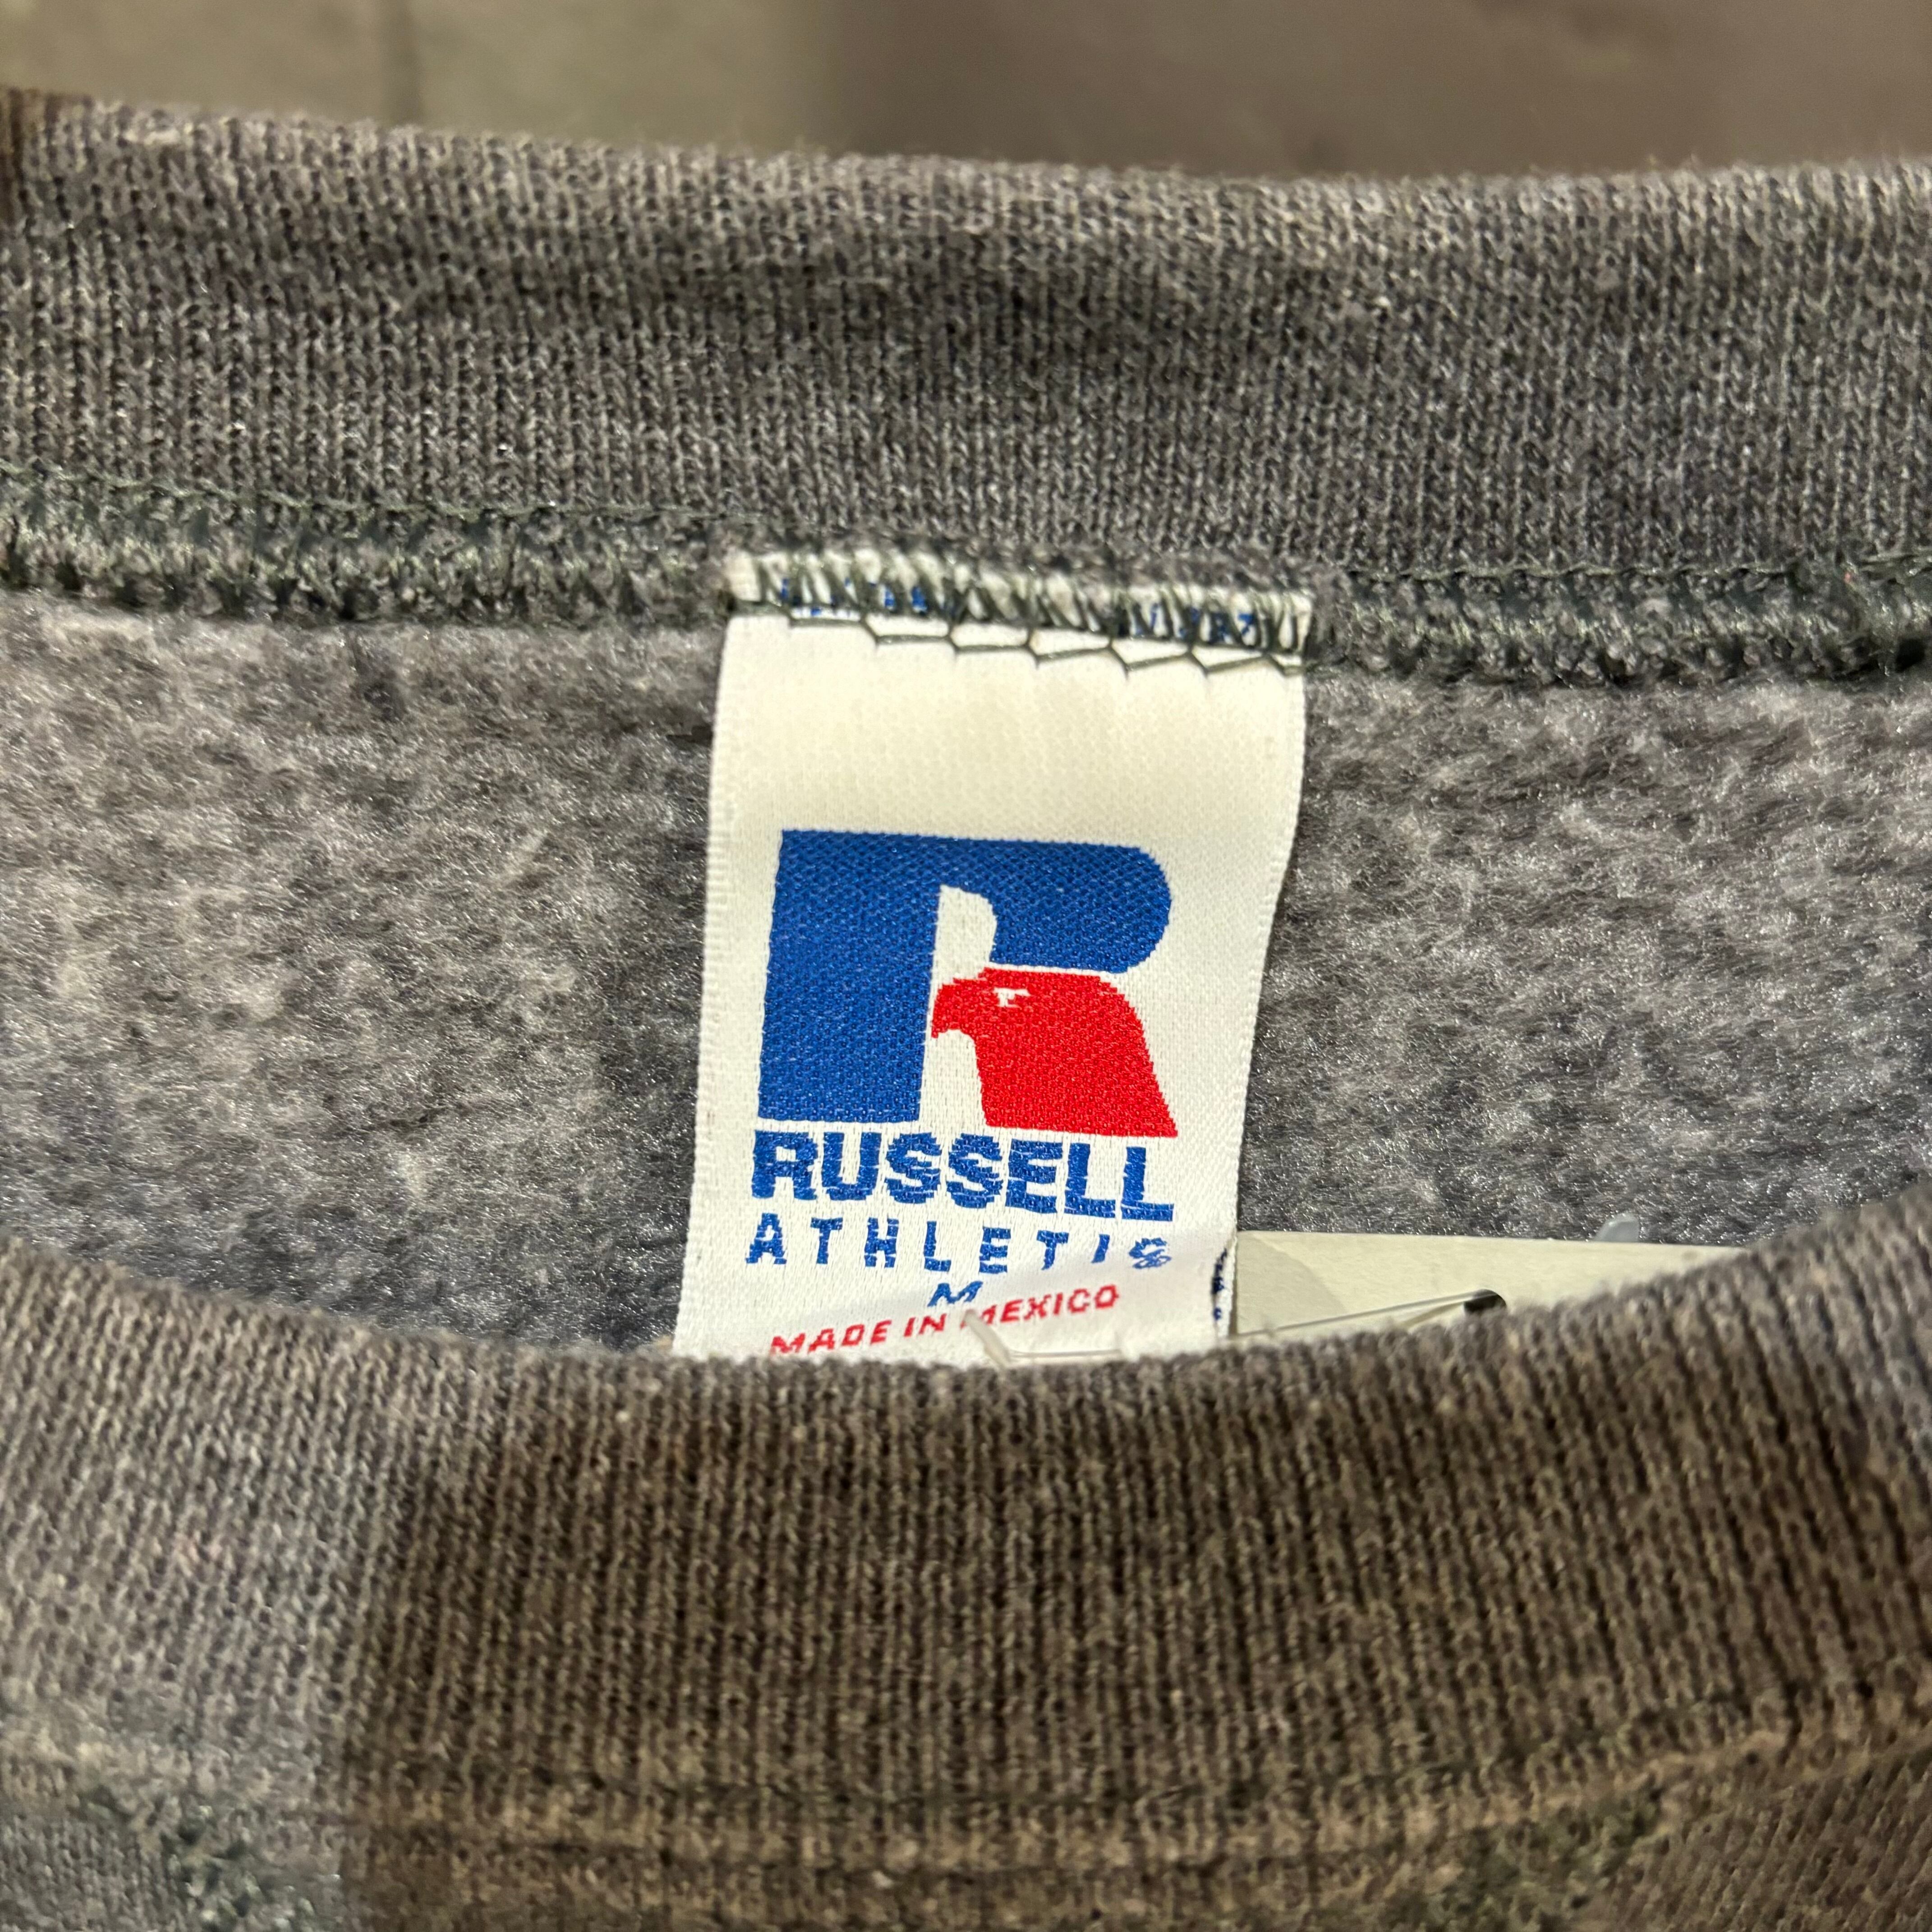 RUSSELL
ATHLETIC
M
MADE IN MEXICO